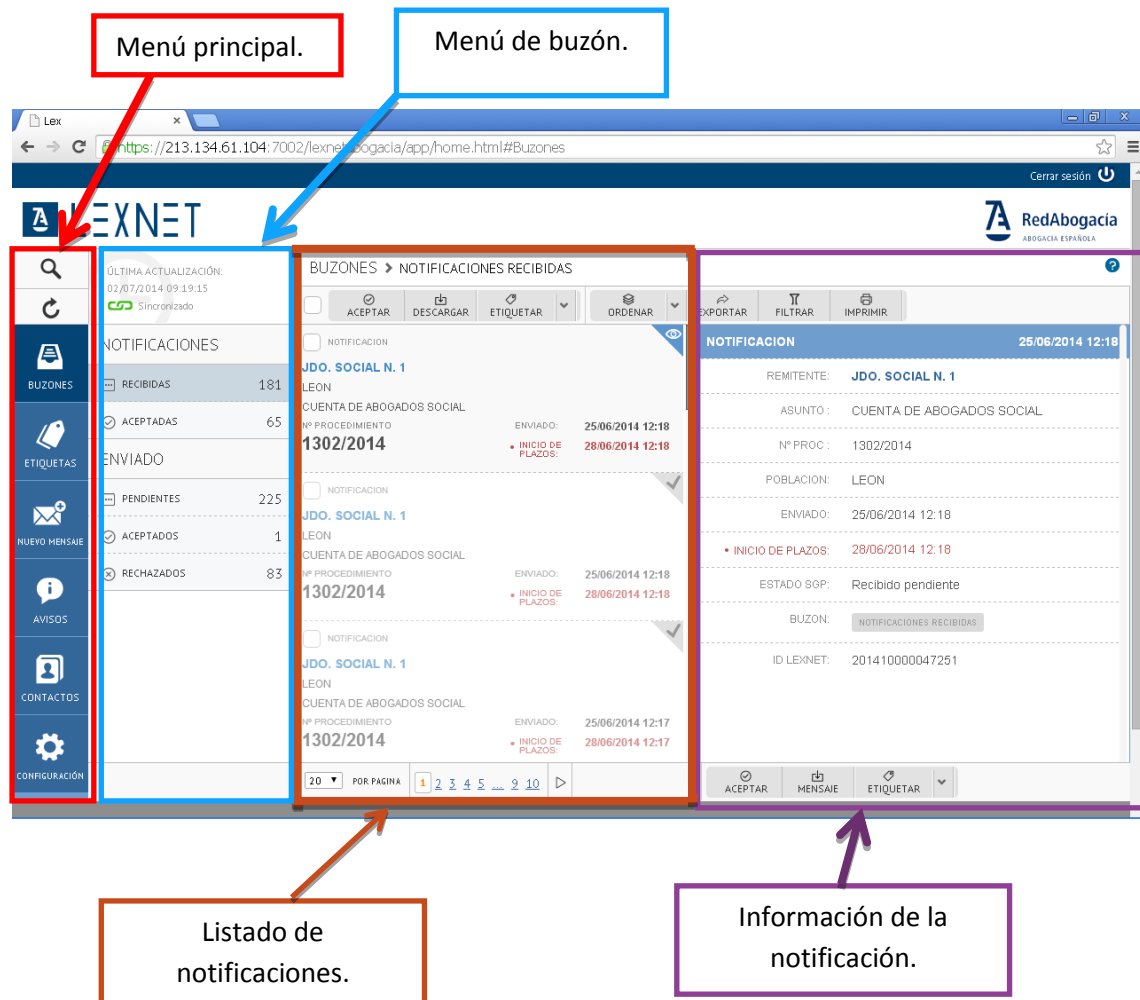 Menú principal.
Menú de buzón.
Lex
https://213.134.61.104:7002/lexnetabogacia/app/home.html#Buzones
Cerrar sesión
LEXNET
RedAbogacía
ABOGACÍA ESPAÑOLA
ÚLTIMA ACTUALIZACIÓN:
02/07/2014 09:19:15
Sincronizado
BUZONES
ETIQUETAS
NUEVO MENSAJE
AVISOS
CONTACTOS
CONFIGURACIÓN
NOTIFICACIONES
RECIBIDAS 181
ACEPTADAS 65
ENVIADO
PENDIENTES 225
ACEPTADOS 1
RECHAZADOS 83
BUZONES > NOTIFICACIONES RECIBIDAS
ACEPTAR DESCARGAR ETIQUETAR ORDENAR EXPORTAR FILTRAR IMPRIMIR
NOTIFICACION
JDO. SOCIAL N. 1
LEON
CUENTA DE ABOGADOS SOCIAL
Nº PROCEDIMIENTO ENVIADO: 25/06/2014 12:18
1302/2014 • INICIO DE PLAZOS: 28/06/2014 12:18
NOTIFICACION
JDO. SOCIAL N. 1
LEON
CUENTA DE ABOGADOS SOCIAL
Nº PROCEDIMIENTO ENVIADO: 25/06/2014 12:18
1302/2014 • INICIO DE PLAZOS: 28/06/2014 12:18
NOTIFICACION
JDO. SOCIAL N. 1
LEON
CUENTA DE ABOGADOS SOCIAL
Nº PROCEDIMIENTO ENVIADO: 25/06/2014 12:17
1302/2014 • INICIO DE PLAZOS: 28/06/2014 12:17
20 POR PAGINA 1 2 3 4 5 ... 9 10
NOTIFICACION 25/06/2014 12:18
REMITENTE: JDO. SOCIAL N. 1
ASUNTO : CUENTA DE ABOGADOS SOCIAL
Nº PROC : 1302/2014
POBLACION: LEON
ENVIADO: 25/06/2014 12:18
• INICIO DE PLAZOS: 28/06/2014 12:18
ESTADO SGP: Recibido pendiente
BUZON: NOTIFICACIONES RECIBIDAS
ID LEXNET: 201410000047251
ACEPTAR MENSAJE ETIQUETAR
Listado de
notificaciones.
Información de la
notificación.